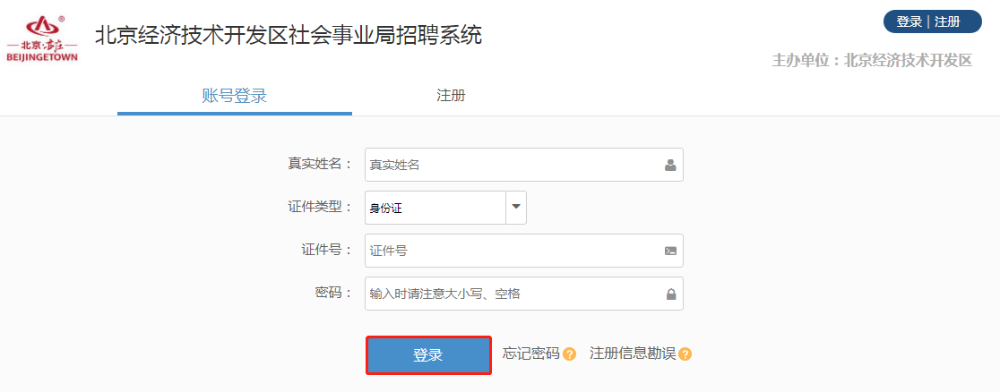 北京·亦庄
BEIJINGETOWN
北京经济技术开发区社会事业局招聘系统
登录 | 注册
主办单位：北京经济技术开发区
账号登录
注册
真实姓名：
真实姓名
证件类型：
身份证
证件号：
证件号
密码：
输入时请注意大小写、空格
登录
忘记密码?
注册信息勘误?